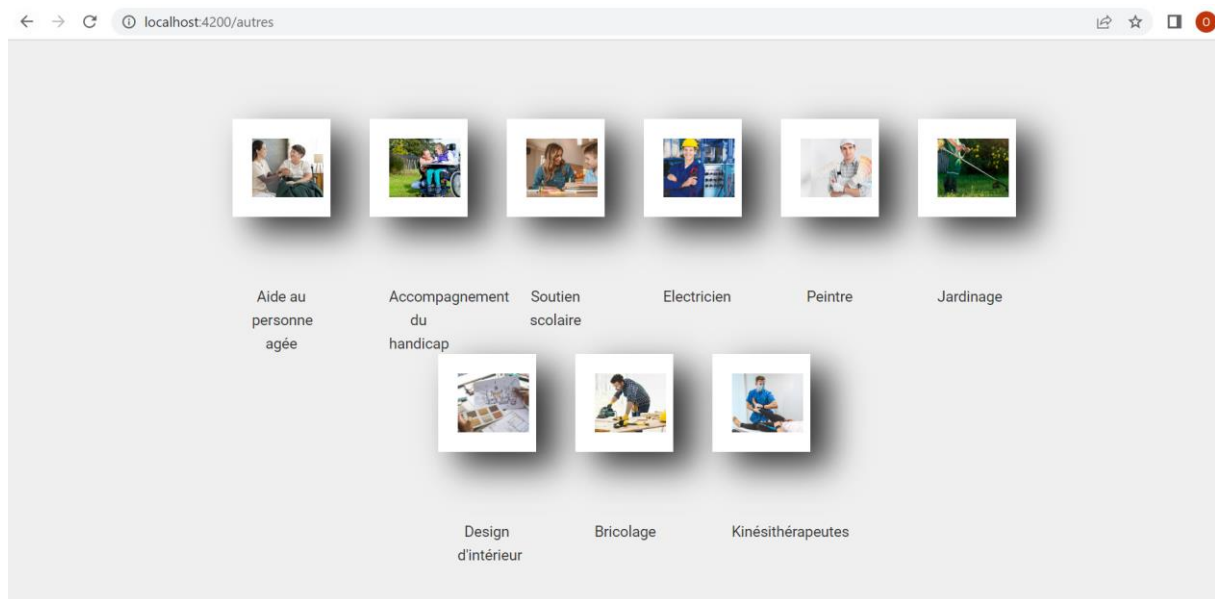 localhost:4200/autres
O
Aide au
personne
agée
Accompagnement
du
handicap
Soutien
scolaire
Electricien
Peintre
Jardinage
Design
d'intérieur
Bricolage
Kinésithérapeutes